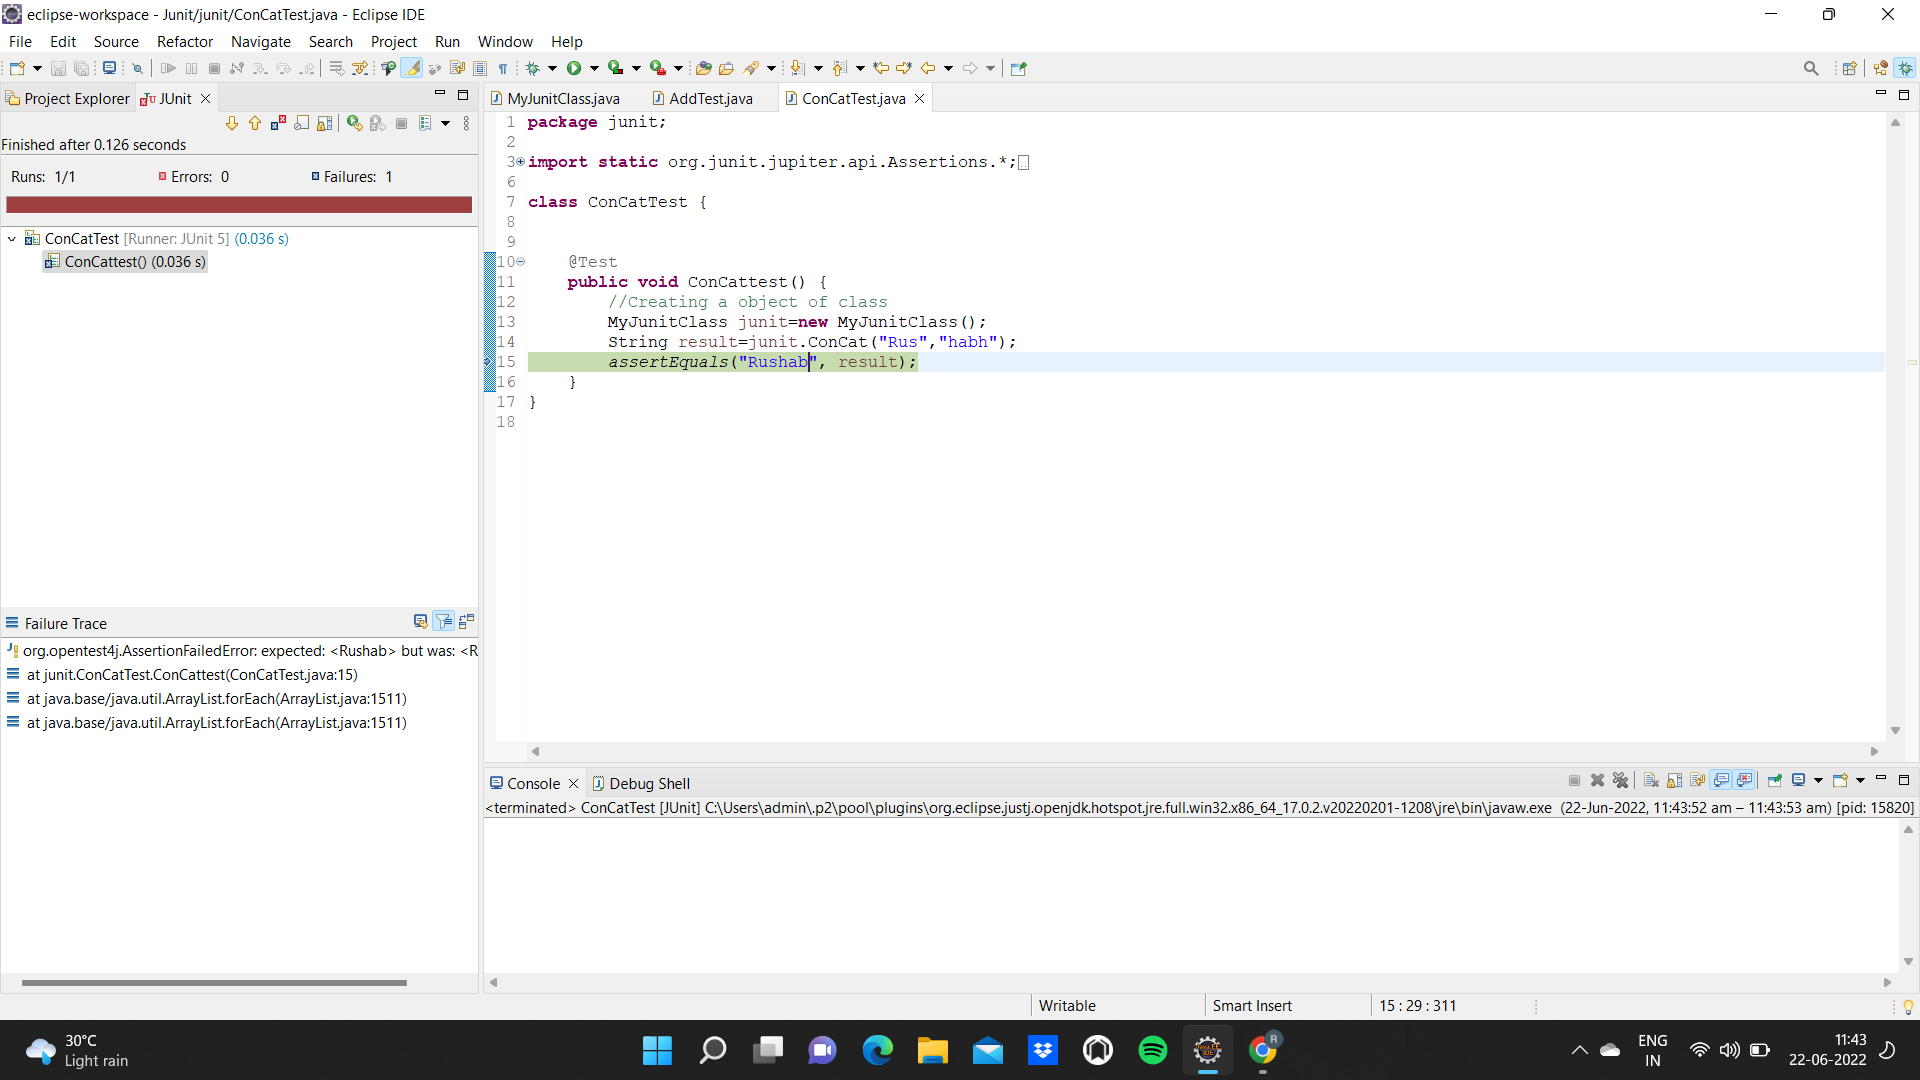 eclipse-workspace - Junit/junit/ConCatTest.java - Eclipse IDE
File Edit Source Refactor Navigate Search Project Run Window Help
Project Explorer JUnit
MyJunitClass.java AddTest.java ConCatTest.java
Finished after 0.126 seconds
Runs: 1/1 Errors: 0 Failures: 1
ConCatTest [Runner: JUnit 5] (0.036 s)
ConCattest() (0.036 s)
Failure Trace
org.opentest4j.AssertionFailedError: expected: <Rushab> but was: <R
at junit.ConCatTest.ConCattest(ConCatTest.java:15)
at java.base/java.util.ArrayList.forEach(ArrayList.java:1511)
at java.base/java.util.ArrayList.forEach(ArrayList.java:1511)
1 package junit;
2
3 import static org.junit.jupiter.api.Assertions.*;
6
7 class ConCatTest {
8
9
10 @Test
11 public void ConCattest() {
12 //Creating a object of class
13 MyJunitClass junit=new MyJunitClass();
14 String result=junit.ConCat("Rus","habh");
15 assertEquals("Rushab", result);
16 }
17 }
18
Console Debug Shell
<terminated> ConCatTest [JUnit] C:\Users\admin\.p2\pool\plugins\org.eclipse.justj.openjdk.hotspot.jre.full.win32.x86_64_17.0.2.v20220201-1208\jre\bin\javaw.exe (22-Jun-2022, 11:43:52 am – 11:43:53 am) [pid: 15820]
Writable Smart Insert 15 : 29 : 311
30°C
Light rain
R
ENG
IN
11:43
22-06-2022